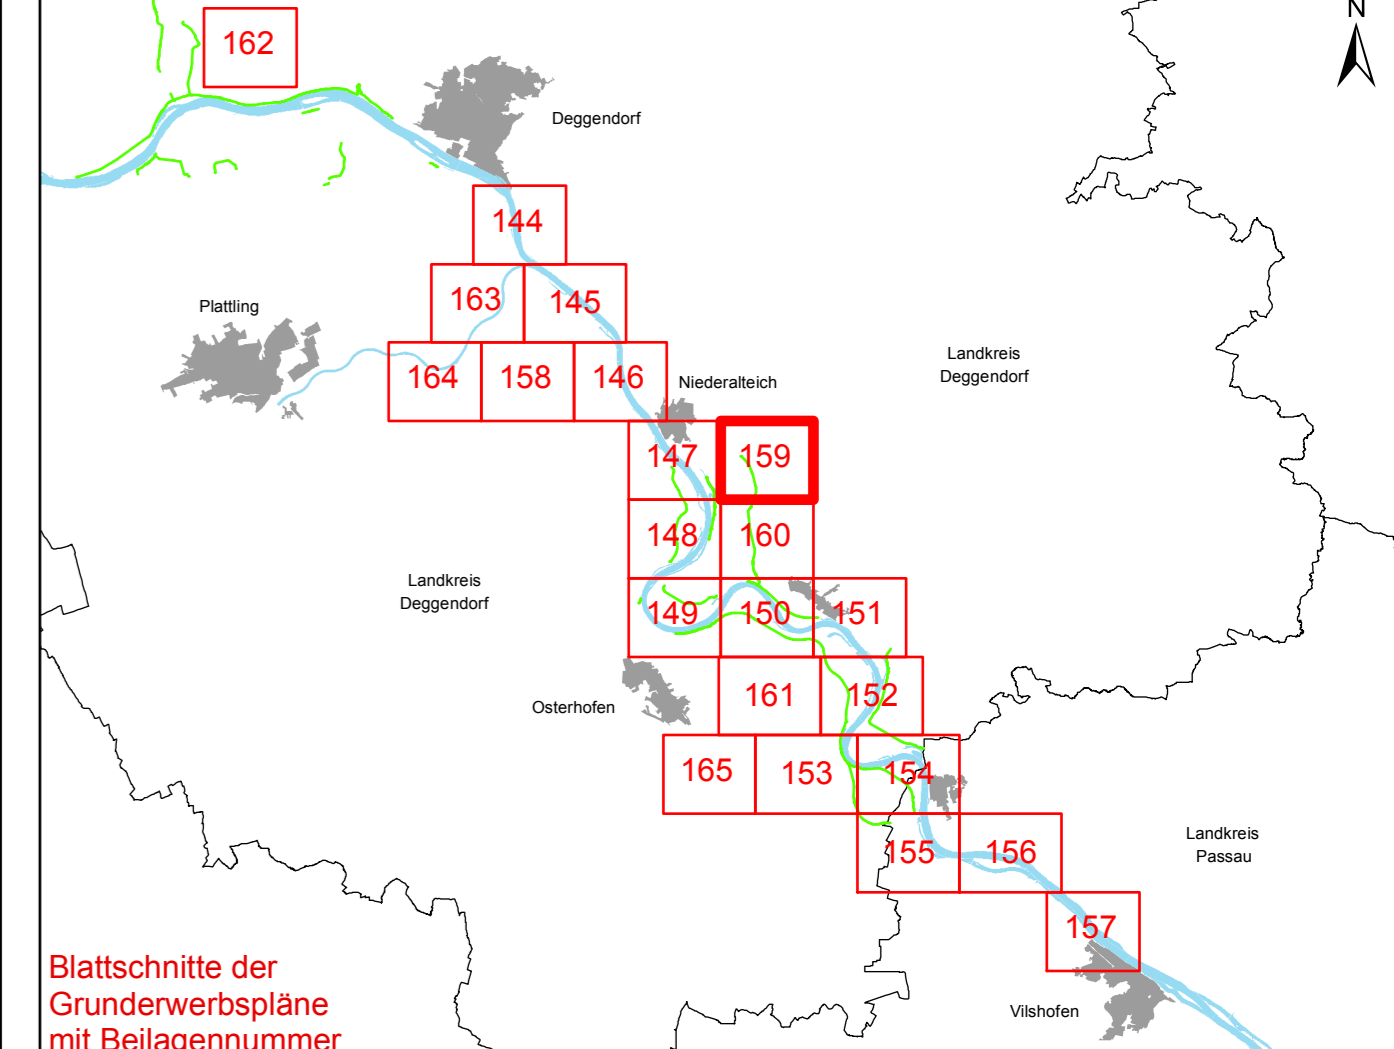 N
162
Deggendorf
144
Plattling
163
145
Landkreis
Deggendorf
164
158
146
Niederalteich
147
159
148
160
Landkreis
Deggendorf
149
150
151
Osterhofen
161
152
165
153
154
Landkreis
Passau
155
156
157
Vilshofen
Blattschnitte der
Grunderwerbspläne
mit Beilagennummer